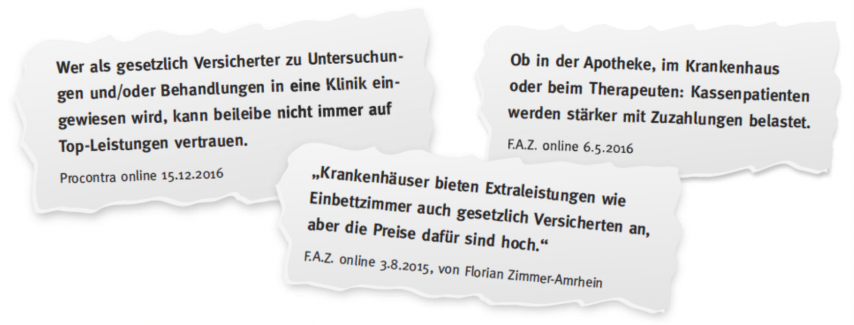 Wer als gesetzlich Versicherter zu Untersuchun-
gen und/oder Behandlungen in eine Klinik ein-
gewiesen wird, kann beileibe nicht immer auf
Top-Leistungen vertrauen.
Procontra online 15.12.2016
Ob in der Apotheke, im Krankenhaus
oder beim Therapeuten: Kassenpatienten
werden stärker mit Zuzahlungen belastet.
F.A.Z. online 6.5.2016
„Krankenhäuser bieten Extraleistungen wie
Einbettzimmer auch gesetzlich Versicherten an,
aber die Preise dafür sind hoch.“
F.A.Z. online 3.8.2015, von Florian Zimmer-Amrhein